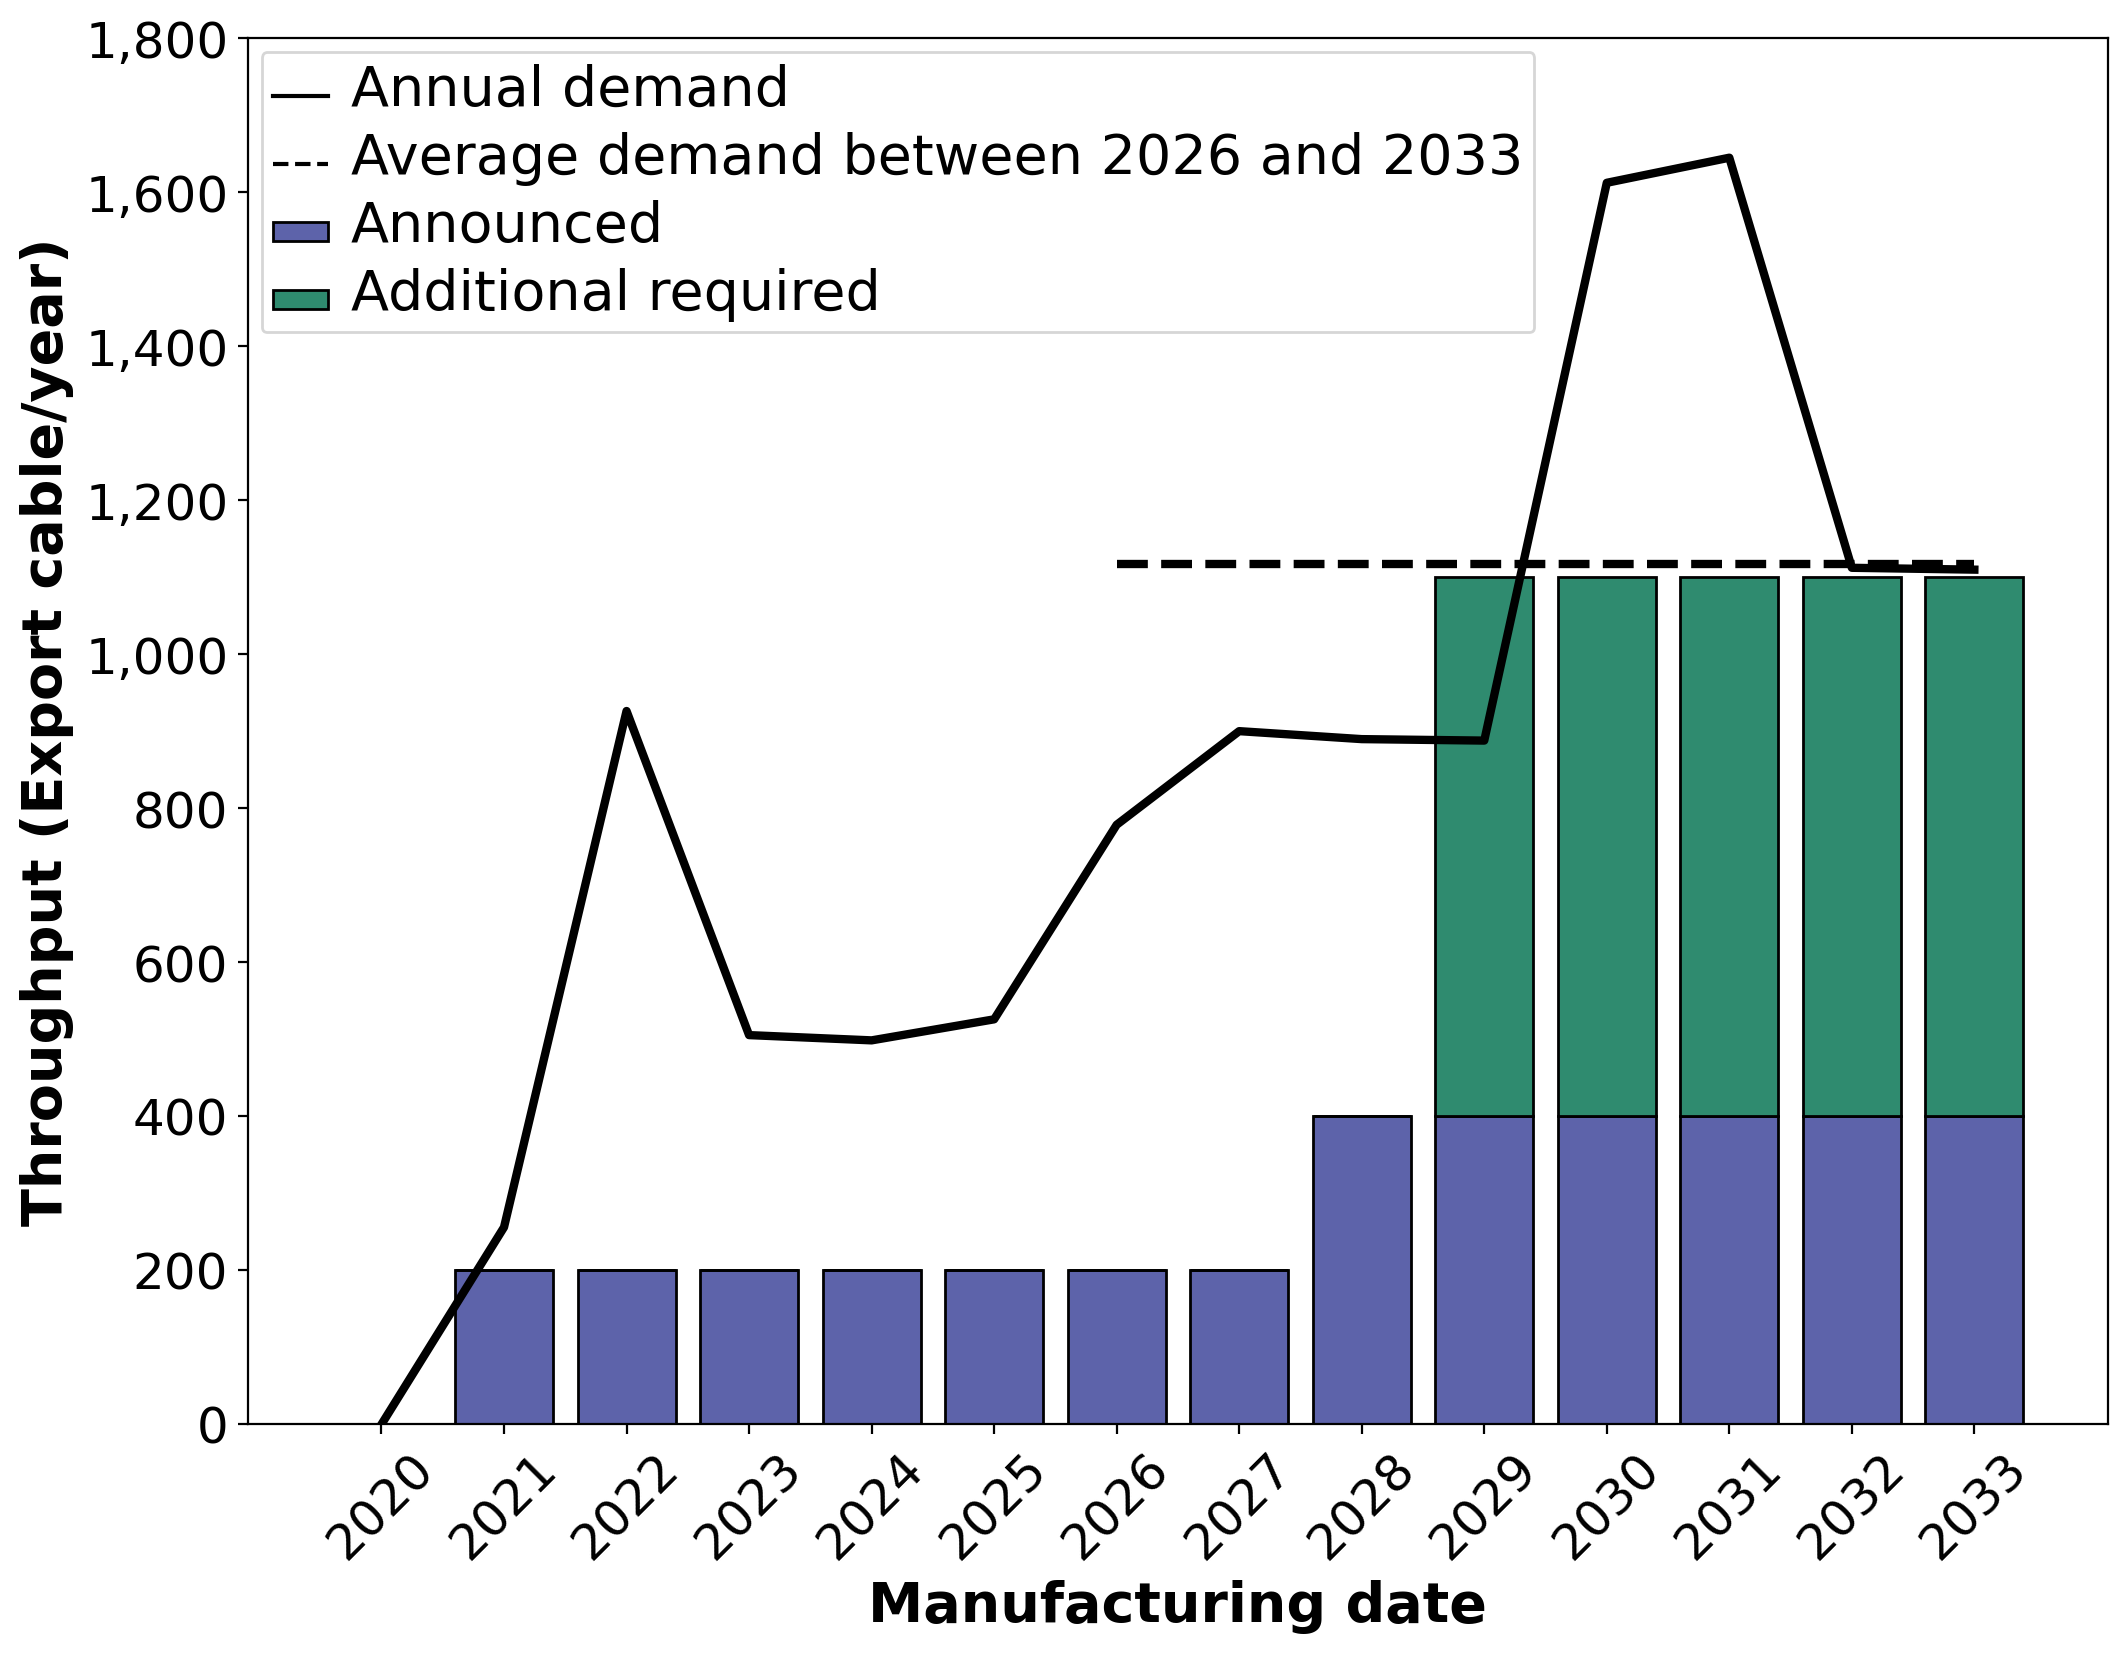 Annual demand
Average demand between 2026 and 2033
Announced
Additional required
Throughput (Export cable/year)
1,800
1,600
1,400
1,200
1,000
800
600
400
200
0
2020 2021 2022 2023 2024 2025 2026 2027 2028 2029 2030 2031 2032 2033
Manufacturing date